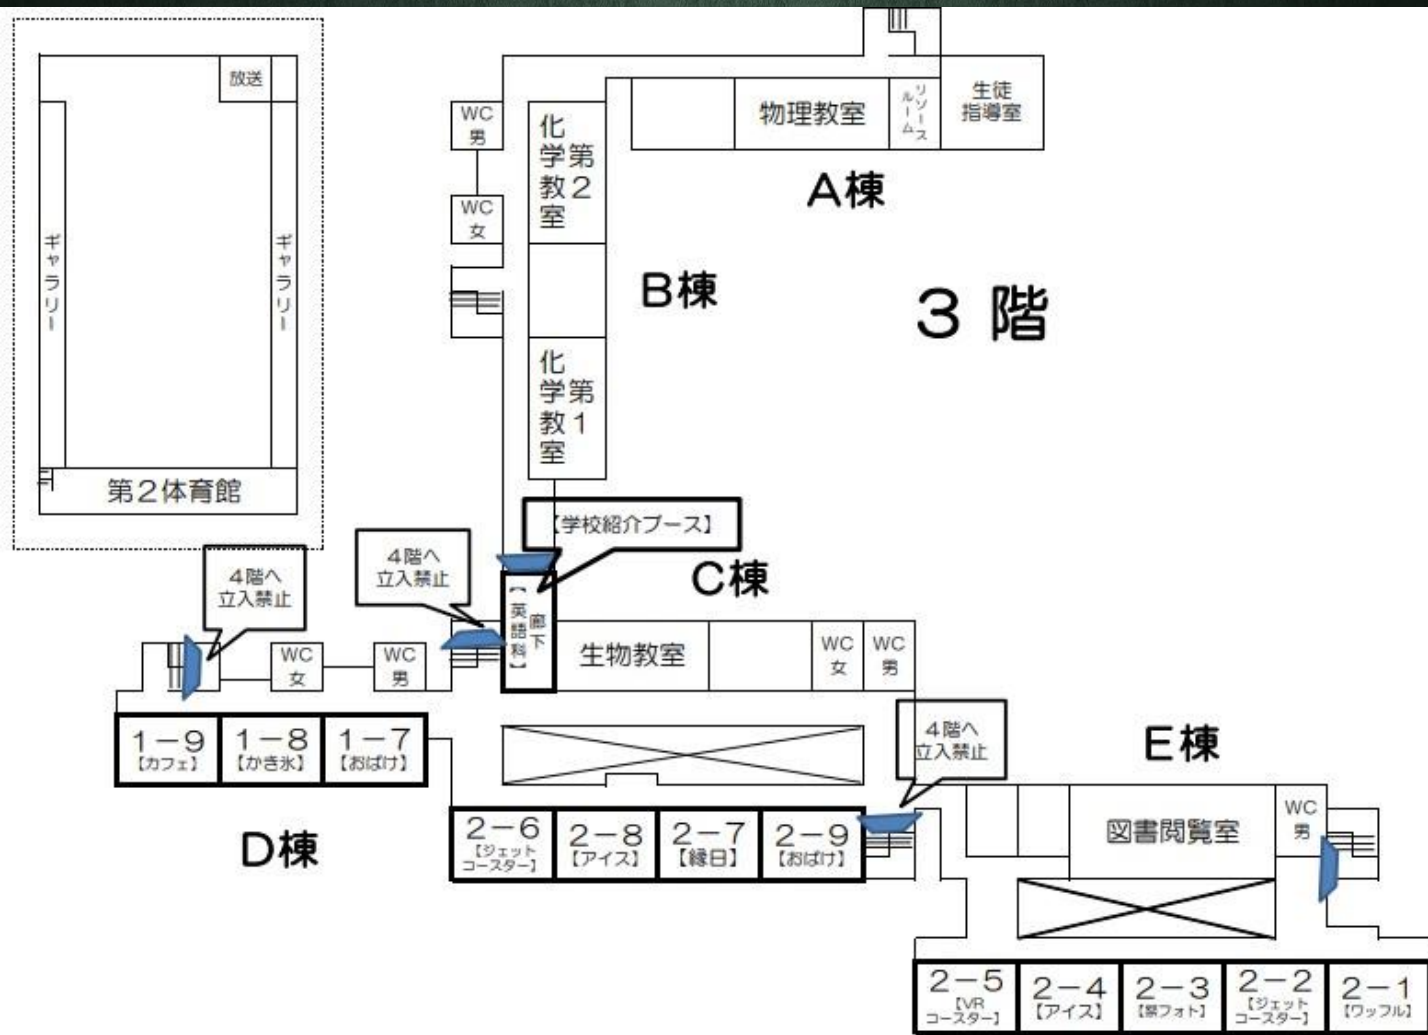 放送
ギャラリー
ギャラリー
第2体育館
WC
男
WC
女
化学教室
第2
化学教室
第1
物理教室
リソース
ルーム
生徒
指導室
A棟
B棟
3階
【学校紹介ブース】
C棟
4階へ
立入禁止
4階へ
立入禁止
廊下
【英語科】
生物教室
WC
女
WC
男
WC
女
WC
男
1-9
【カフェ】
1-8
【かき氷】
1-7
【おばけ】
D棟
4階へ
立入禁止
E棟
2-6
【ジェット
コースター】
2-8
【アイス】
2-7
【縁日】
2-9
【おばけ】
図書閲覧室
WC
男
2-5
【VR
コースター】
2-4
【アイス】
2-3
【祭フォト】
2-2
【ジェット
コースター】
2-1
【ワッフル】